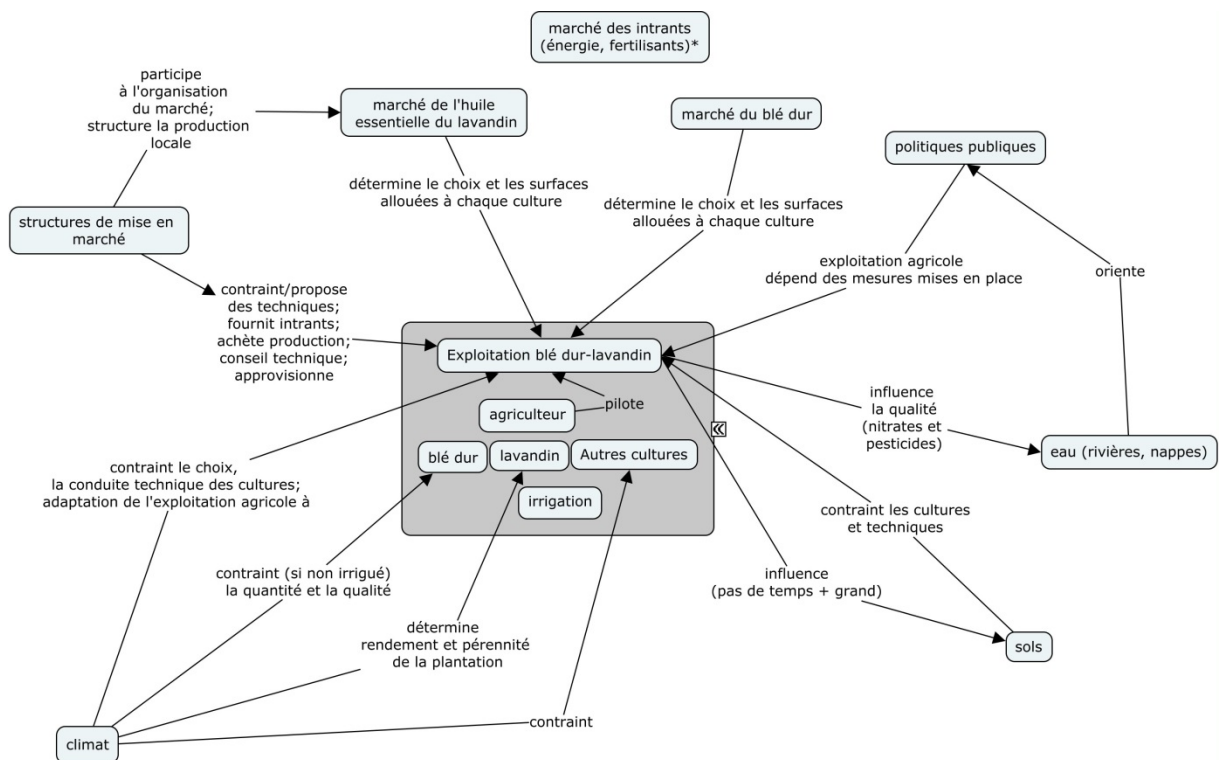 marché des intrants
(énergie, fertilisants)*
participe
à l'organisation
du marché;
structure la production
locale
marché de l'huile
essentielle du lavandin
marché du blé dur
politiques publiques
détermine le choix et les surfaces
allouées à chaque culture
détermine le choix et les surfaces
allouées à chaque culture
structures de mise en
marché
exploitation agricole
dépend des mesures mises en place
oriente
contraint/propose
des techniques;
fournit intrants;
achète production;
conseil technique;
approvisionne
Exploitation blé dur-lavandin
pilote
agriculteur
influence
la qualité
(nitrates et
pesticides)
blé dur
lavandin
Autres cultures
eau (rivières, nappes)
contraint le choix,
la conduite technique des cultures;
adaptation de l'exploitation agricole à
irrigation
contraint les cultures
et techniques
contraint (si non irrigué)
la quantité et la qualité
influence
(pas de temps + grand)
détermine
rendement et pérennité
de la plantation
sols
contraint
climat